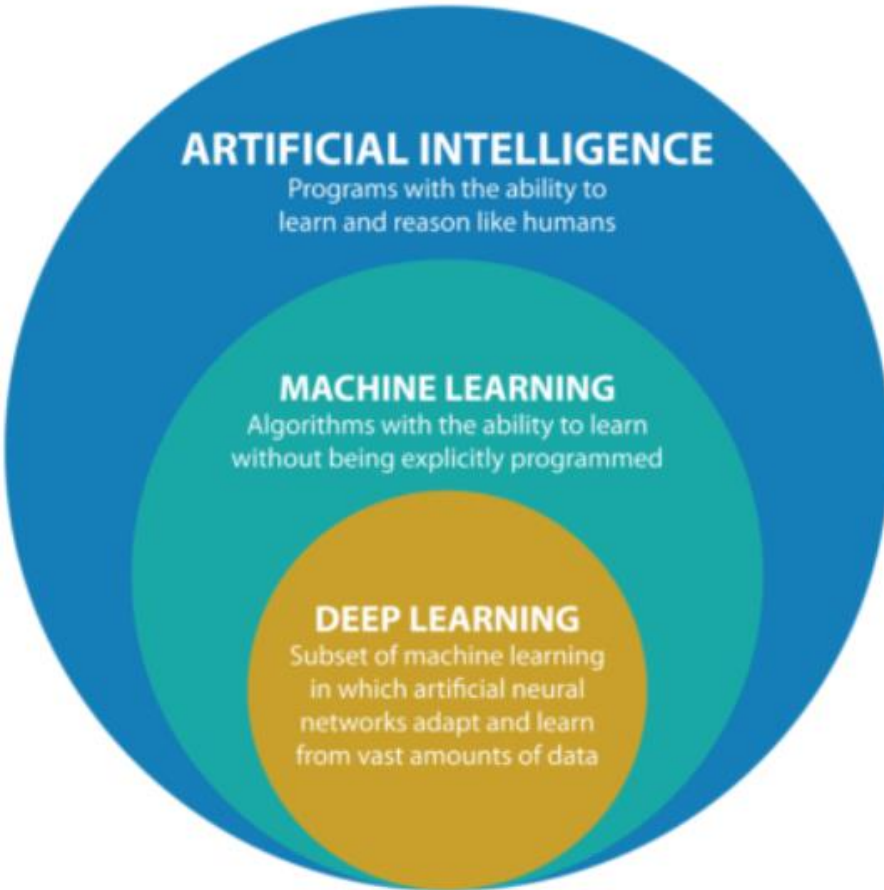 ARTIFICIAL INTELLIGENCE
Programs with the ability to
learn and reason like humans
MACHINE LEARNING
Algorithms with the ability to learn
without being explicitly programmed
DEEP LEARNING
Subset of machine learning
in which artificial neural
networks adapt and learn
from vast amounts of data